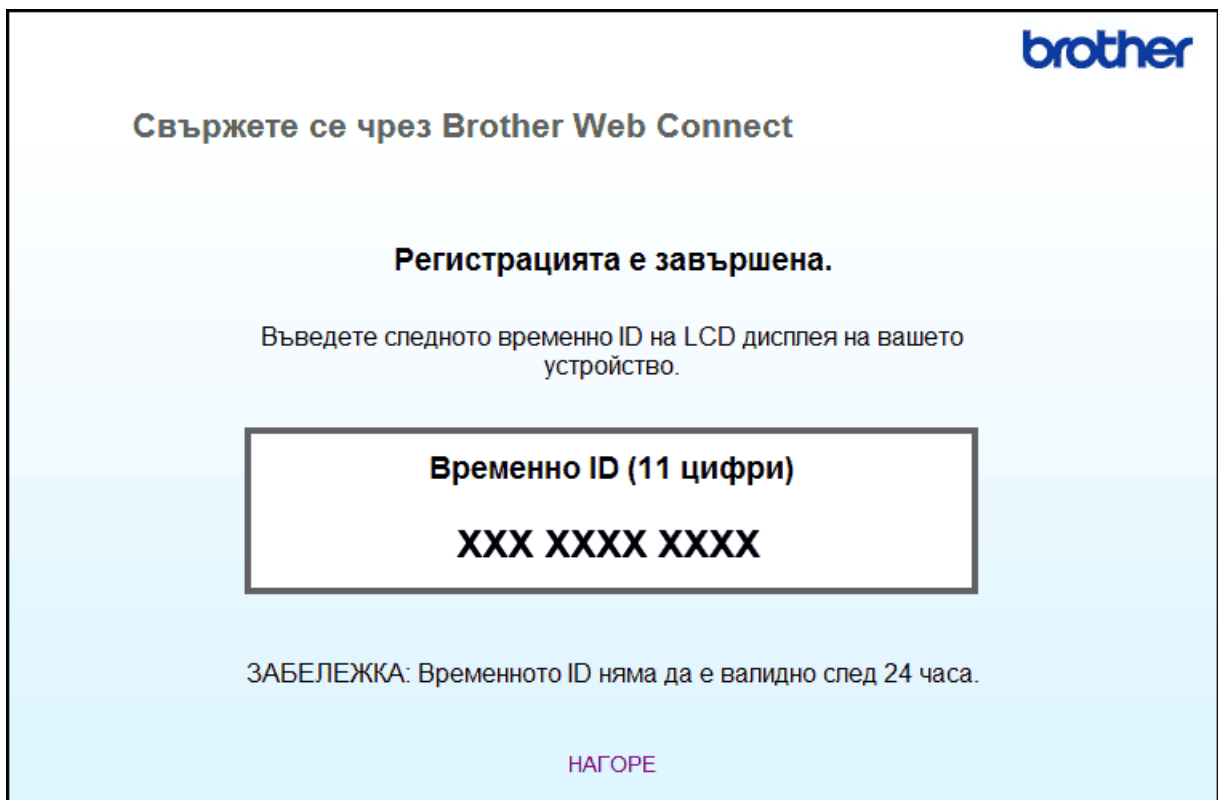 brother
Свържете се чрез Brother Web Connect
Регистрацията е завършена.
Въведете следното временно ID на LCD дисплея на вашето
устройство.
Временно ID (11 цифри)
XXX XXXX XXXX
ЗАБЕЛЕЖКА: Временното ID няма да е валидно след 24 часа.
НАГОРЕ